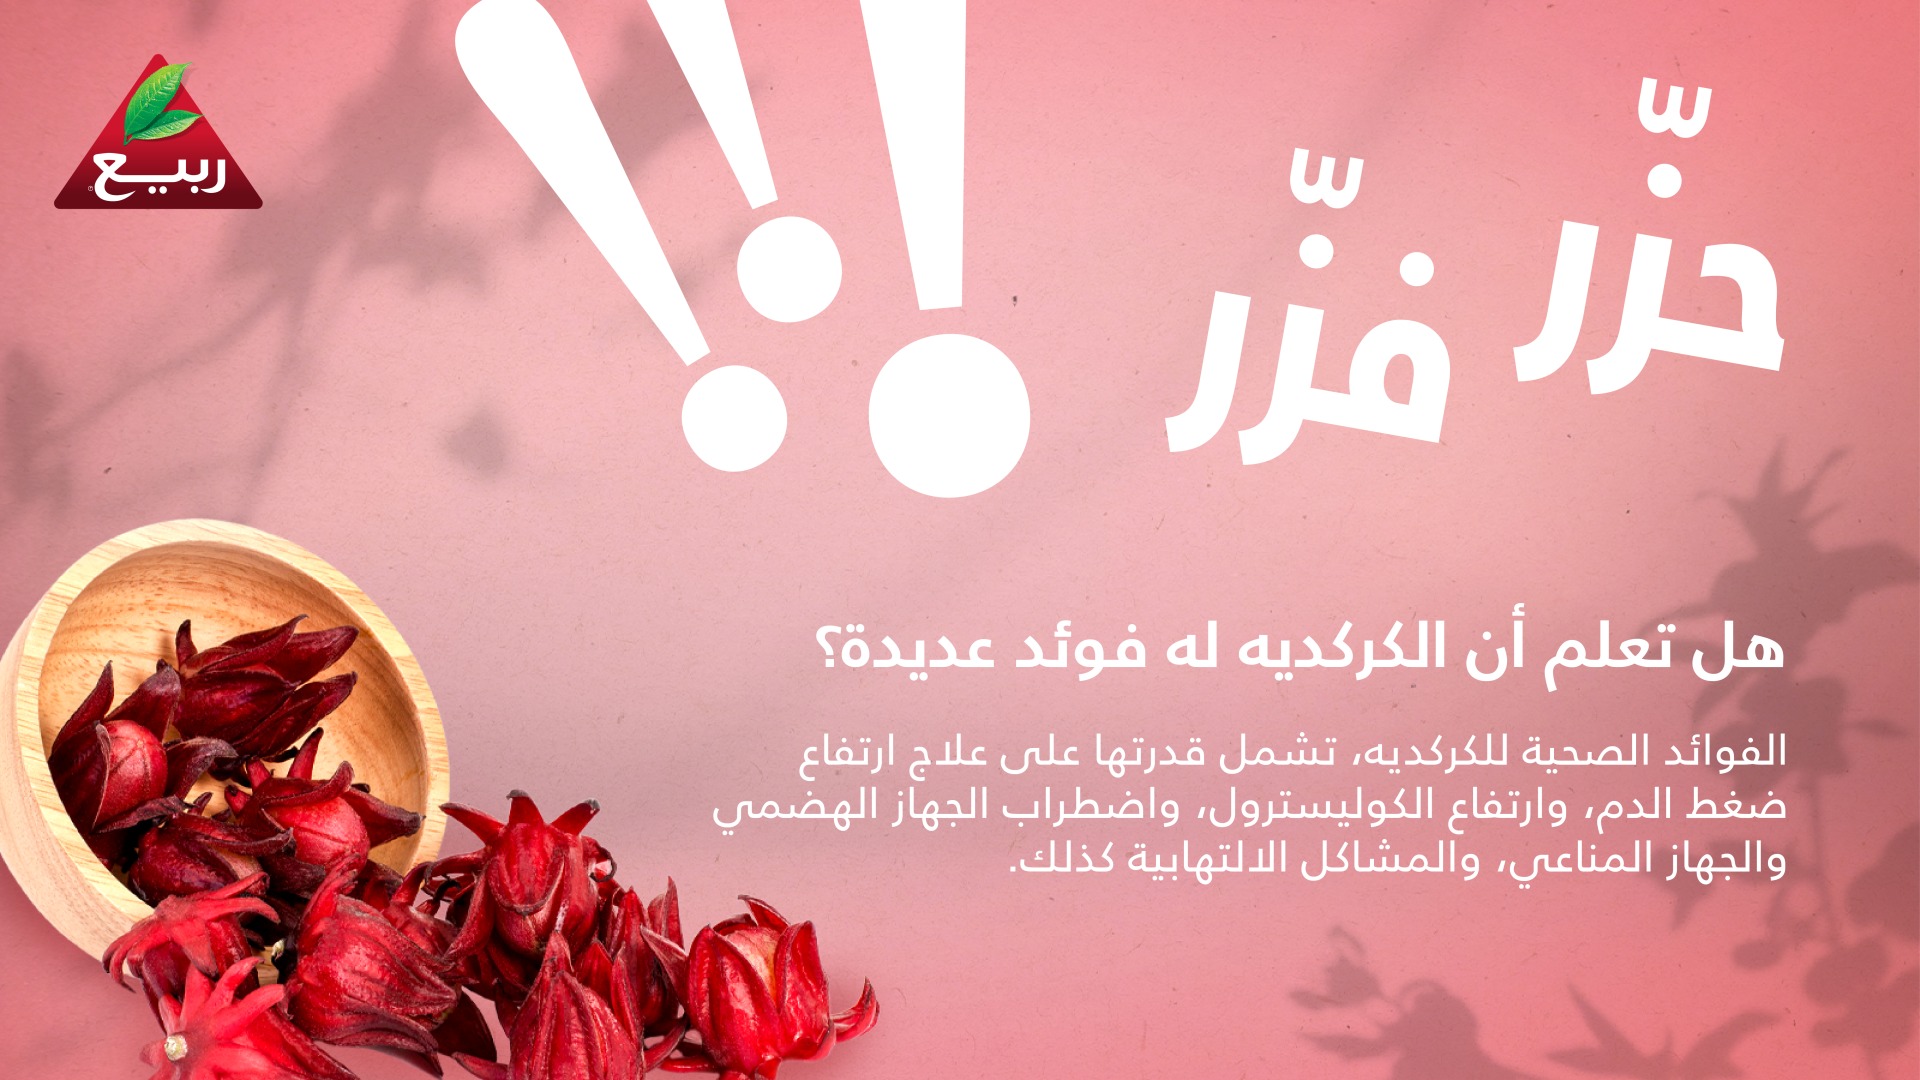 ربيع
حزّر فزّر !!!
هل تعلم أن الكركديه له فوئد عديدة؟
الفوائد الصحية للكركديه، تشمل قدرتها على علاج ارتفاع
ضغط الدم، وارتفاع الكوليسترول، واضطراب الجهاز الهضمي
والجهاز المناعي، والمشاكل الالتهابية كذلك.